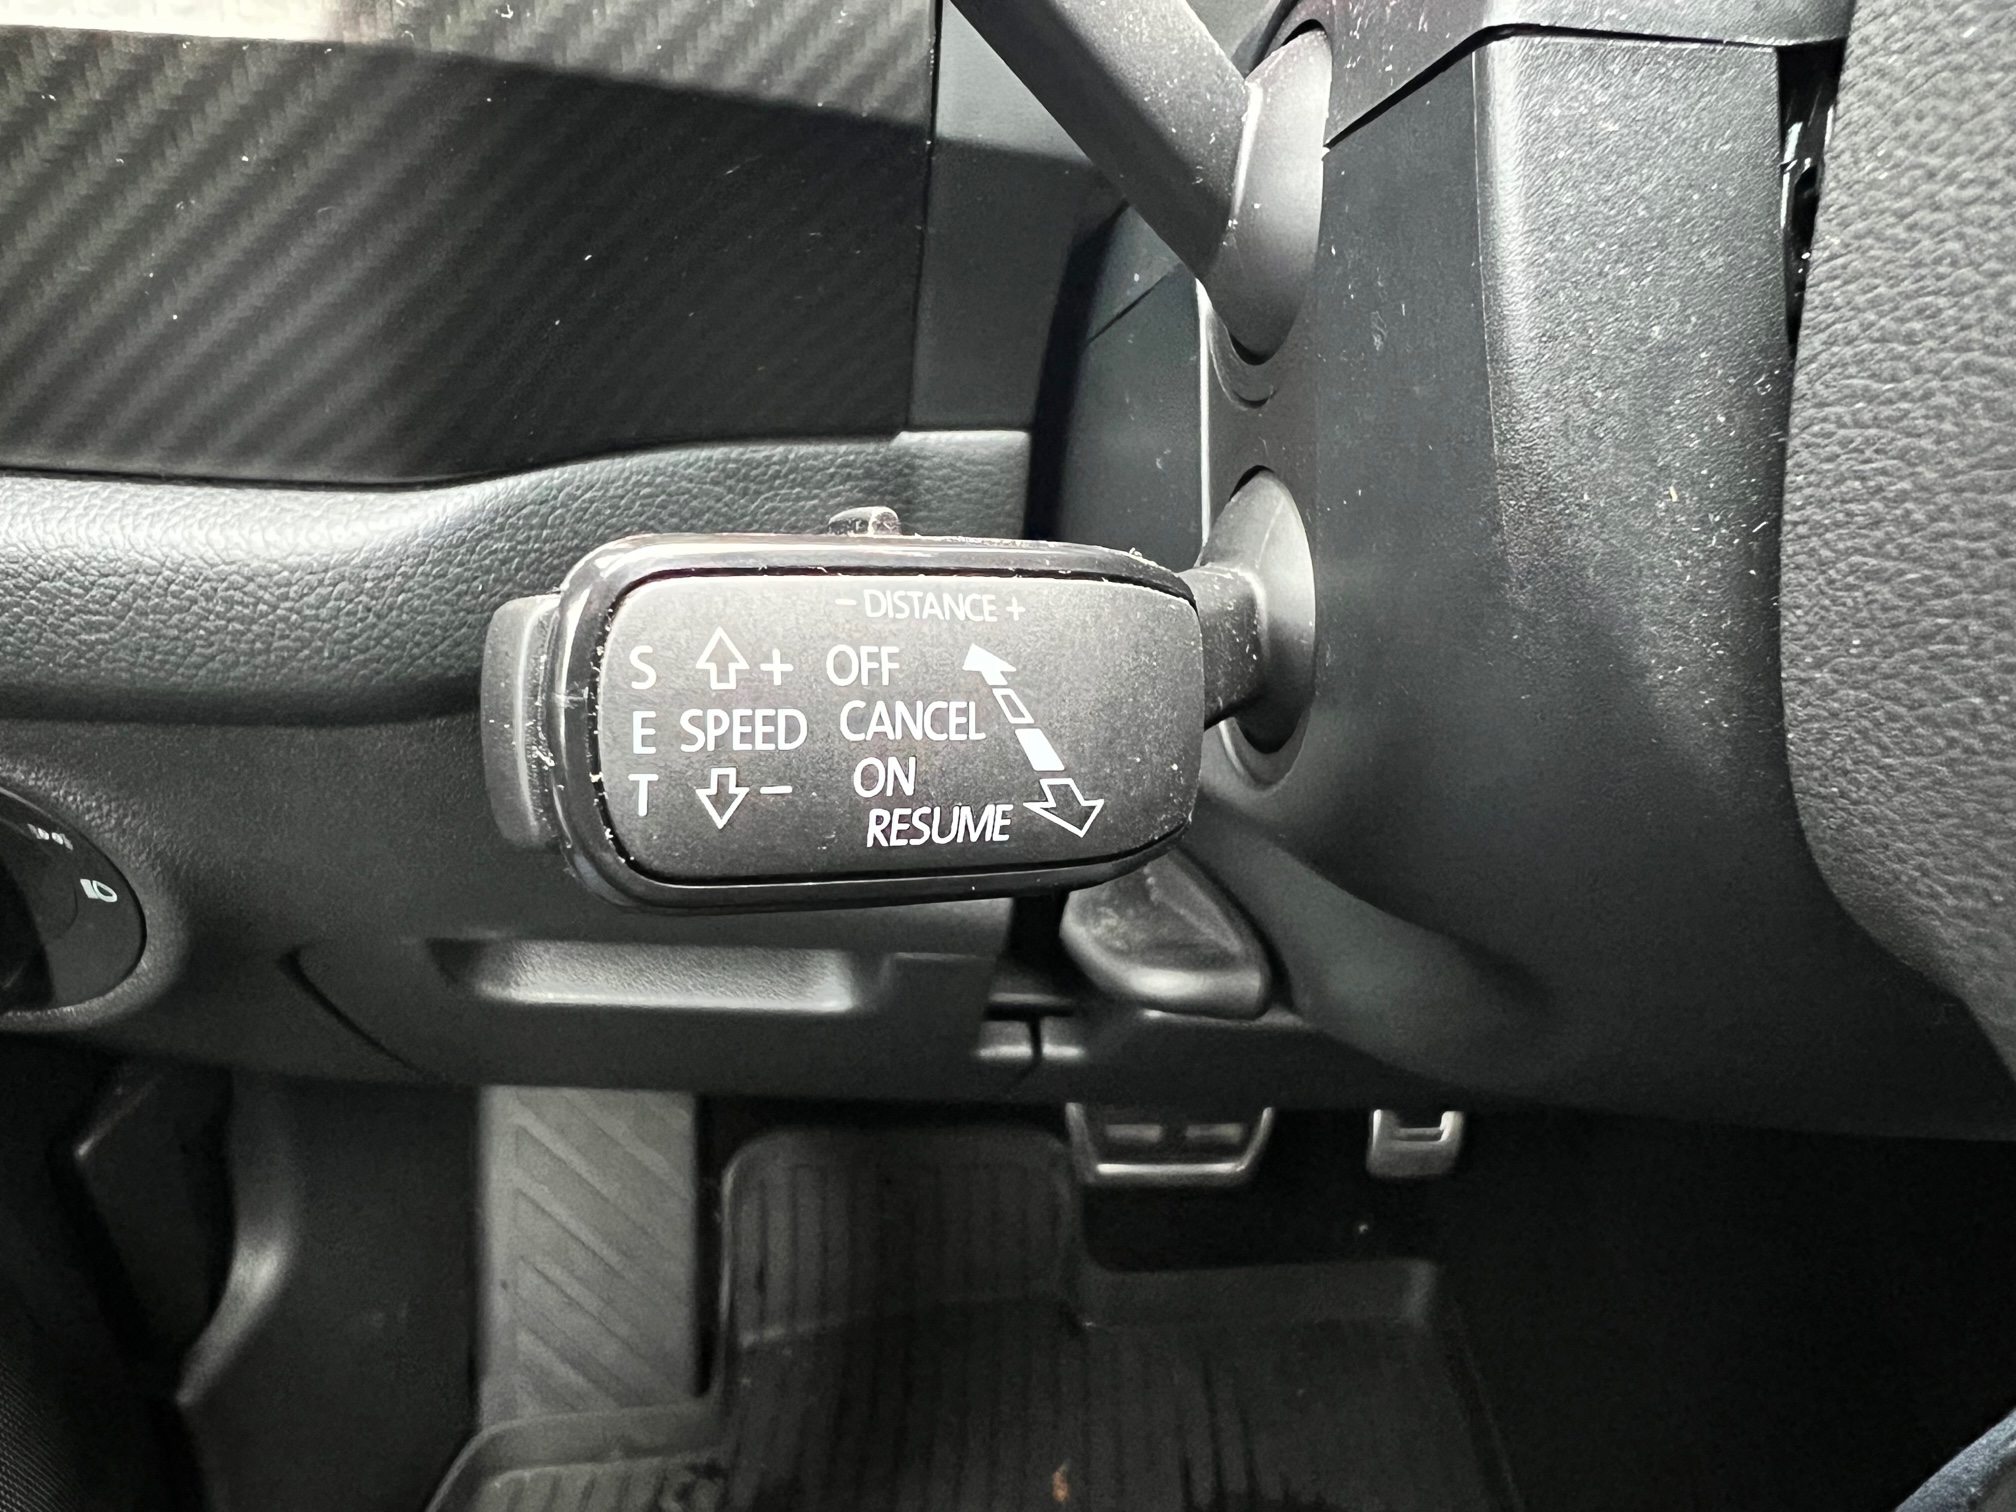 - DISTANCE +
S + OFF
E SPEED CANCEL
T - ON
RESUME